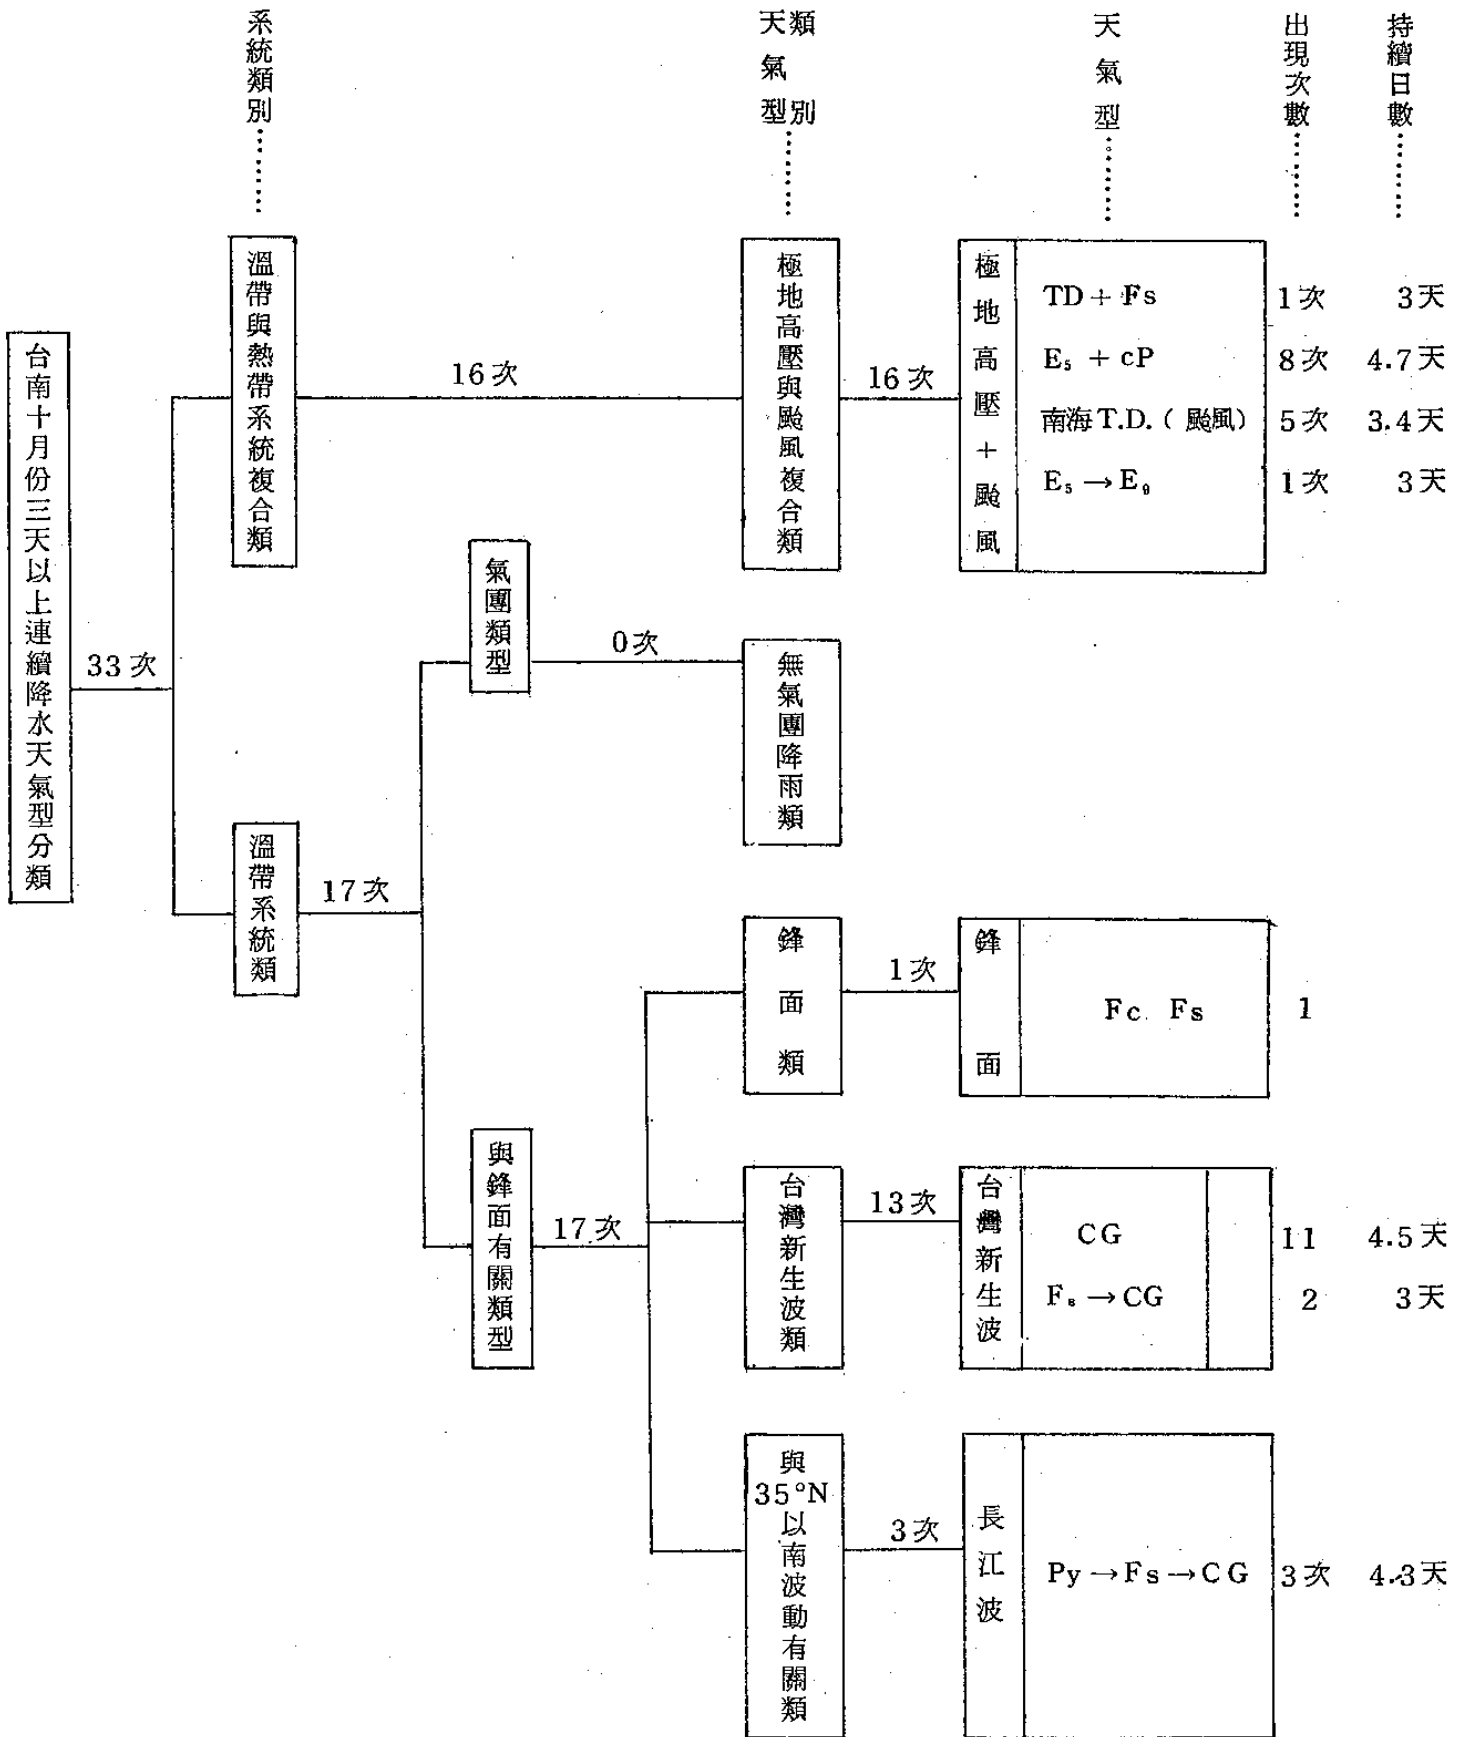 系統類別………
天氣型類別………
天氣型………
出現次數………
持續日數………
台南十月份三天以上連續降水天氣型分類
33次
溫帶與熱帶系統複合類
16次
極地高壓與颱風複合類
16次
極地高壓+颱風
TD + Fs 1次 3天
E₅ + cP 8次 4.7天
南海T.D.(颱風) 5次 3.4天
E₅ → E₉ 1次 3天
溫帶系統類
17次
氣團類型
0次
無氣團降雨類
與鋒面有關類型
17次
鋒面類
1次
鋒面
Fc Fs 1
台灣新生波類
13次
台灣新生波
CG 11 4.5天
Fs → CG 2 3天
與35°N以南波動有關類
3次
長江波
Py → Fs → CG 3次 4.3天